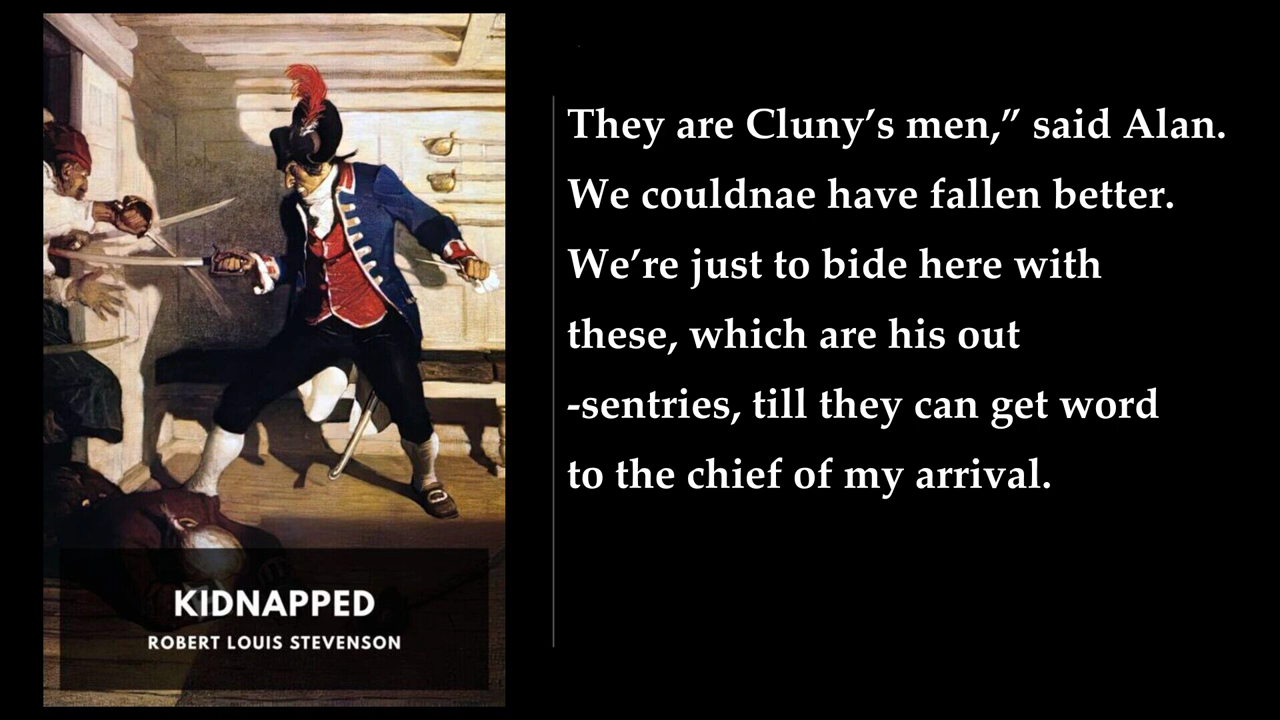 They are Cluny’s men,” said Alan.
We couldnae have fallen better.
We’re just to bide here with
these, which are his out
-sentries, till they can get word
to the chief of my arrival.
KIDNAPPED
ROBERT LOUIS STEVENSON